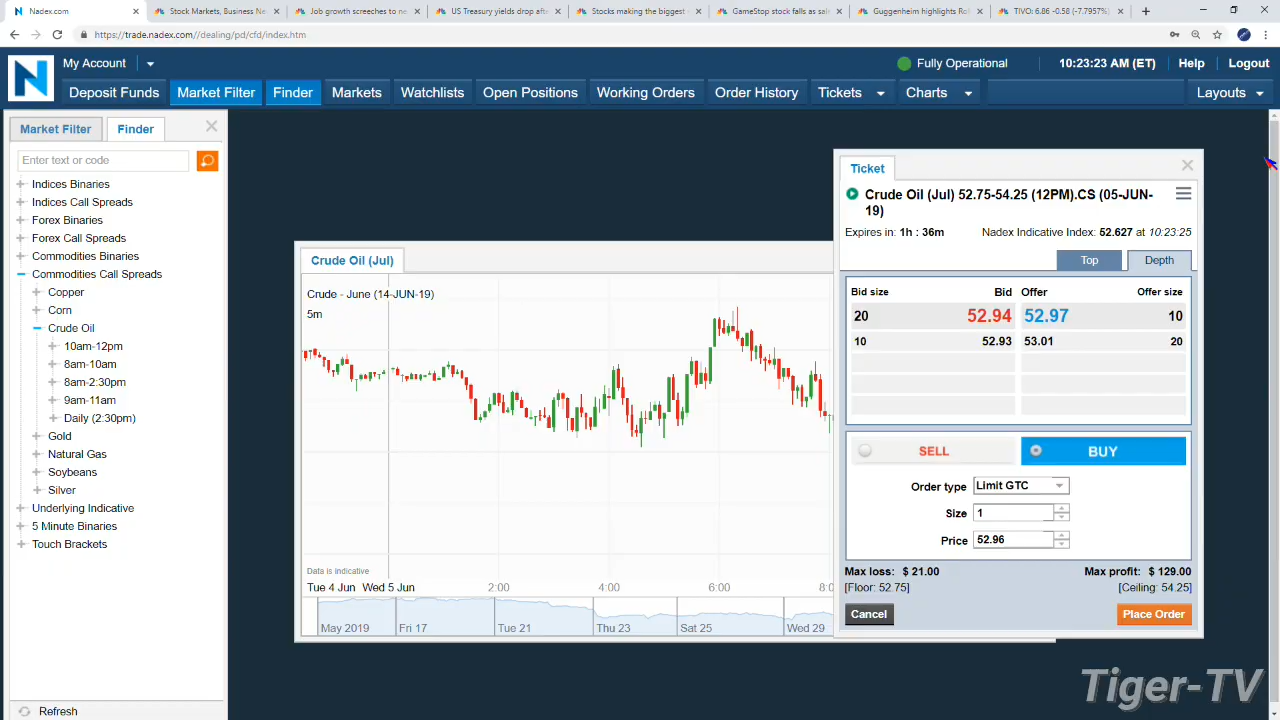 Nadex.com
Stock Markets, Business Ne
Job growth screeches to ne
US Treasury yields drop afte
Stocks making the biggest
GameStop stock falls as sal
Guggenheim highlights Ro
TIVO: 6.86 -0.58 (-7.7957%)
https://trade.nadex.com//dealing/pd/cfd/index.htm
N
My Account
Fully Operational
10:23:23 AM (ET)
Help
Logout
Deposit Funds
Market Filter
Finder
Markets
Watchlists
Open Positions
Working Orders
Order History
Tickets
Charts
Layouts
Market Filter
Finder
Enter text or code
Indices Binaries
Indices Call Spreads
Forex Binaries
Forex Call Spreads
Commodities Binaries
Commodities Call Spreads
Copper
Corn
Crude Oil
10am-12pm
8am-10am
8am-2:30pm
9am-11am
Daily (2:30pm)
Gold
Natural Gas
Soybeans
Silver
Underlying Indicative
5 Minute Binaries
Touch Brackets
Refresh
Crude Oil (Jul)
Crude - June (14-JUN-19)
5m
Data is indicative
Tue 4 Jun Wed 5 Jun 2:00 4:00 6:00 8:0
May 2019 Fri 17 Tue 21 Thu 23 Sat 25 Wed 29
Ticket
Crude Oil (Jul) 52.75-54.25 (12PM).CS (05-JUN-
19)
Expires in: 1h : 36m Nadex Indicative Index: 52.627 at 10:23:25
Top Depth
Bid size Bid Offer Offer size
20 52.94 52.97 10
10 52.93 53.01 20
SELL BUY
Order type Limit GTC
Size 1
Price 52.96
Max loss: $ 21.00 Max profit: $ 129.00
[Floor: 52.75] [Ceiling: 54.25]
Cancel Place Order
Tiger-TV